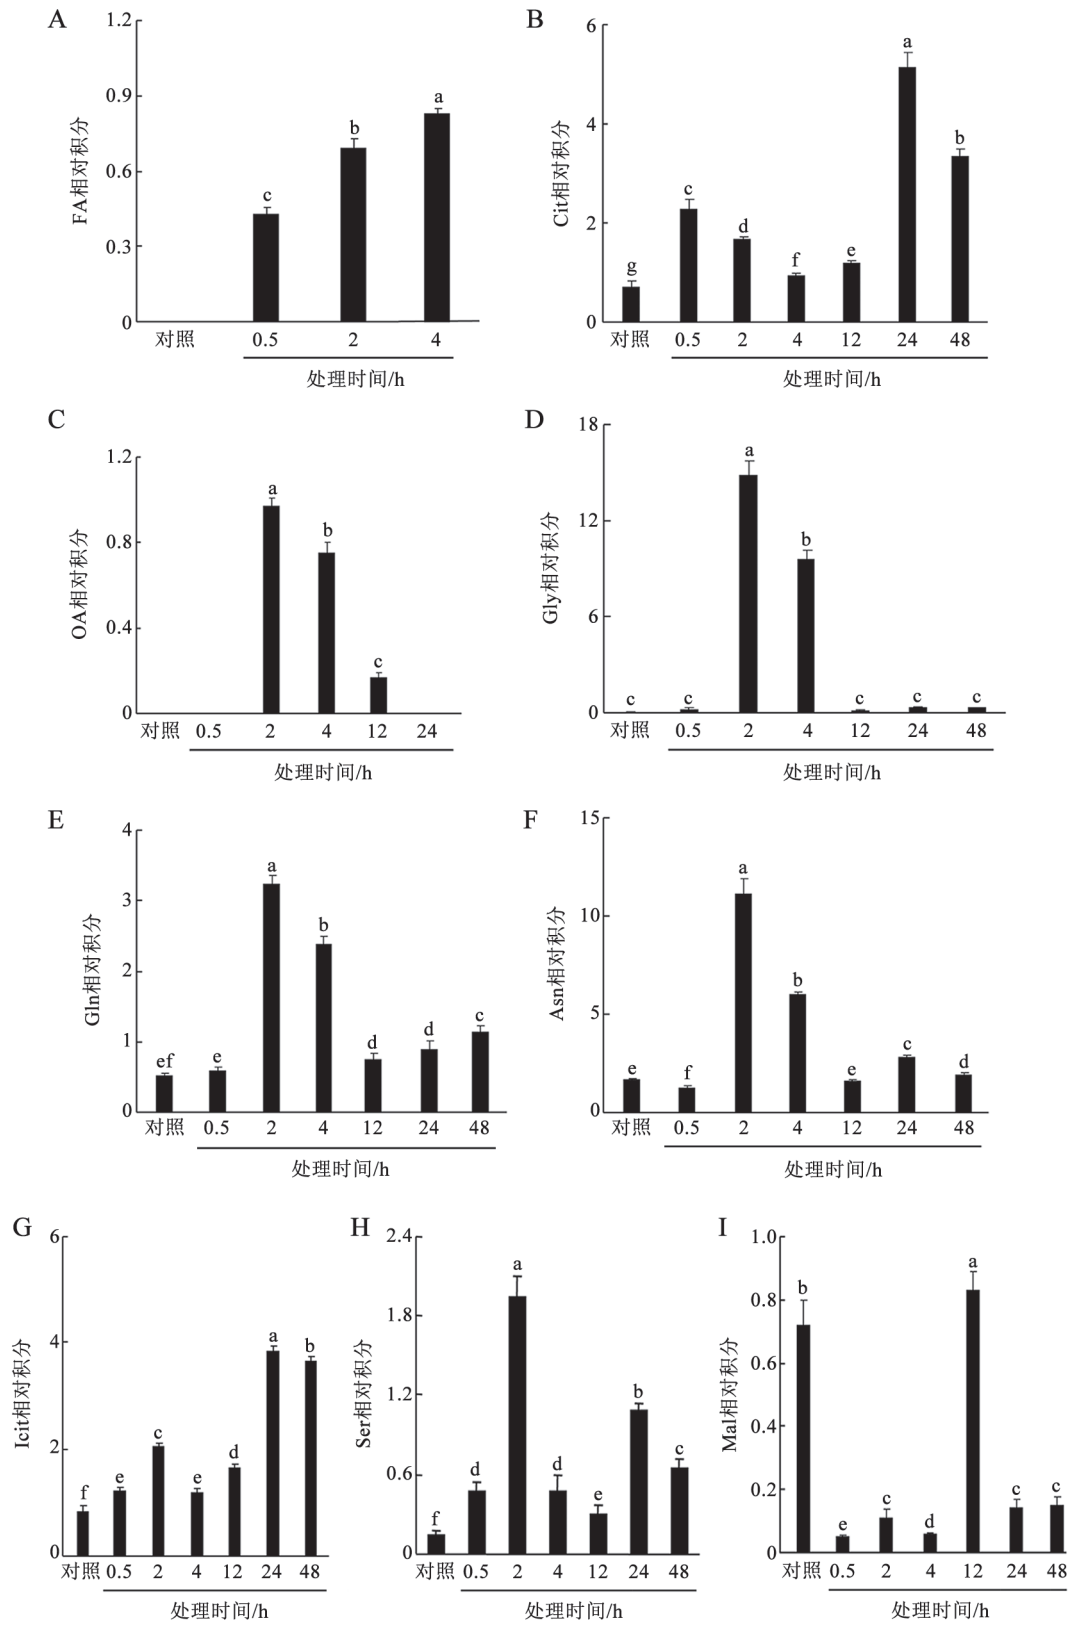 A
1.2
0.9
0.6
0.3
0
FA相对积分
c
b
a
对照 0.5 2 4
处理时间/h
B
6
4
2
0
Cit相对积分
g
c
d
f
e
a
b
对照 0.5 2 4 12 24 48
处理时间/h
C
1.2
0.8
0.4
0
OA相对积分
a
b
c
对照 0.5 2 4 12 24
处理时间/h
D
18
12
6
0
Gly相对积分
c
c
a
b
c
c
c
对照 0.5 2 4 12 24 48
处理时间/h
E
4
3
2
1
0
Gln相对积分
ef
e
a
b
d
d
c
对照 0.5 2 4 12 24 48
处理时间/h
F
15
10
5
0
Asn相对积分
e
f
a
b
e
c
d
对照 0.5 2 4 12 24 48
处理时间/h
G
6
4
2
0
Icit相对积分
f
e
c
e
d
a
b
对照 0.5 2 4 12 24 48
处理时间/h
H
2.4
1.8
1.2
0.6
0
Ser相对积分
f
d
a
d
e
b
c
对照 0.5 2 4 12 24 48
处理时间/h
I
1.0
0.8
0.6
0.4
0.2
0
Mal相对积分
b
e
c
d
a
c
c
对照 0.5 2 4 12 24 48
处理时间/h